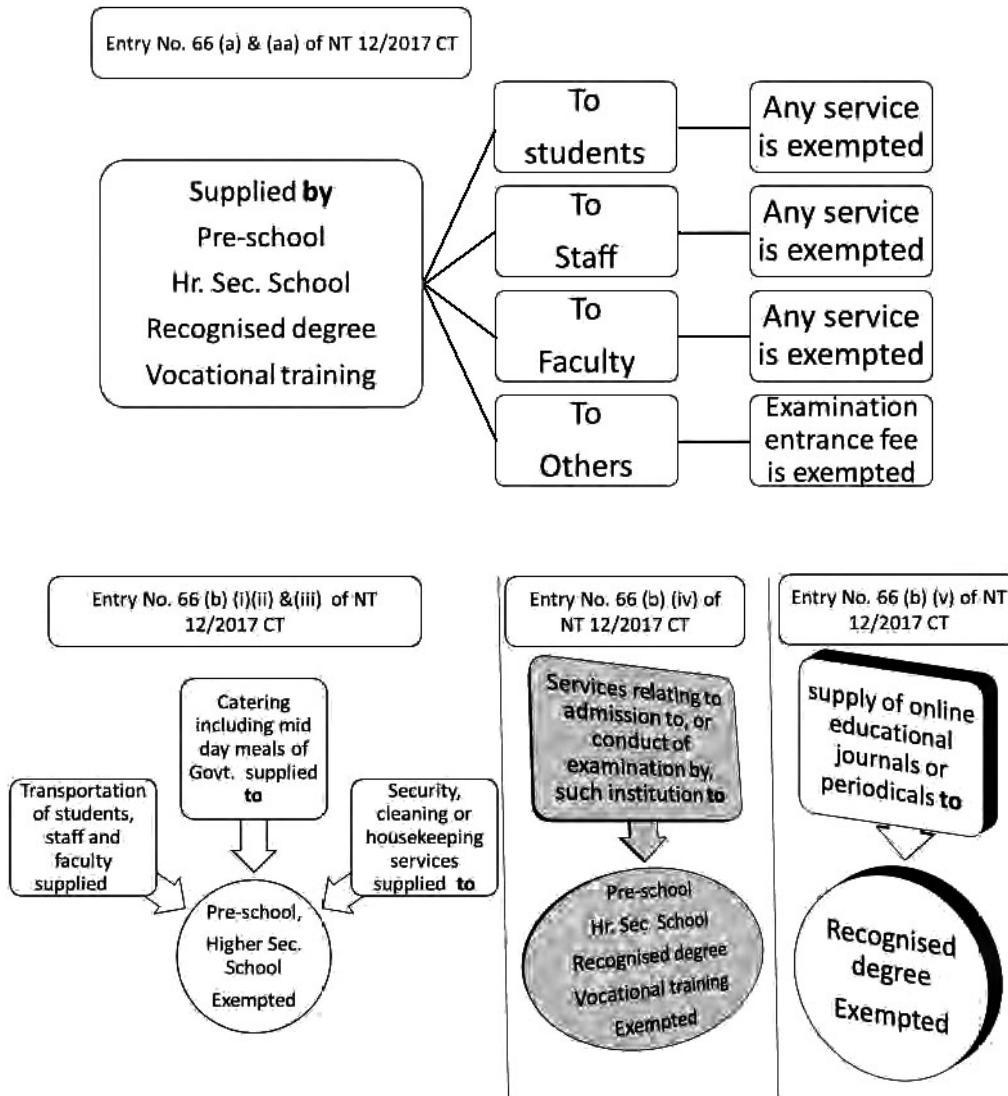 Entry No. 66 (a) & (aa) of NT 12/2017 CT
Supplied by
Pre-school
Hr. Sec. School
Recognised degree
Vocational training
To
students
Any service
is exempted
To
Staff
Any service
is exempted
To
Faculty
Any service
is exempted
To
Others
Examination
entrance fee
is exempted
Entry No. 66 (b) (i)(ii) &(iii) of NT
12/2017 CT
Transportation
of students,
staff and
faculty
supplied
Catering
including mid
day meals of
Govt. supplied
to
Security,
cleaning or
housekeeping
services
supplied to
Pre-school,
Higher Sec.
School
Exempted
Entry No. 66 (b) (iv) of
NT 12/2017 CT
Services relating to
admission to, or
conduct of
examination by,
such institution to
Pre-school
Hr. Sec. School
Recognised degree
Vocational training
Exempted
Entry No. 66 (b) (v) of NT
12/2017 CT
supply of online
educational
journals or
periodicals to
Recognised
degree
Exempted